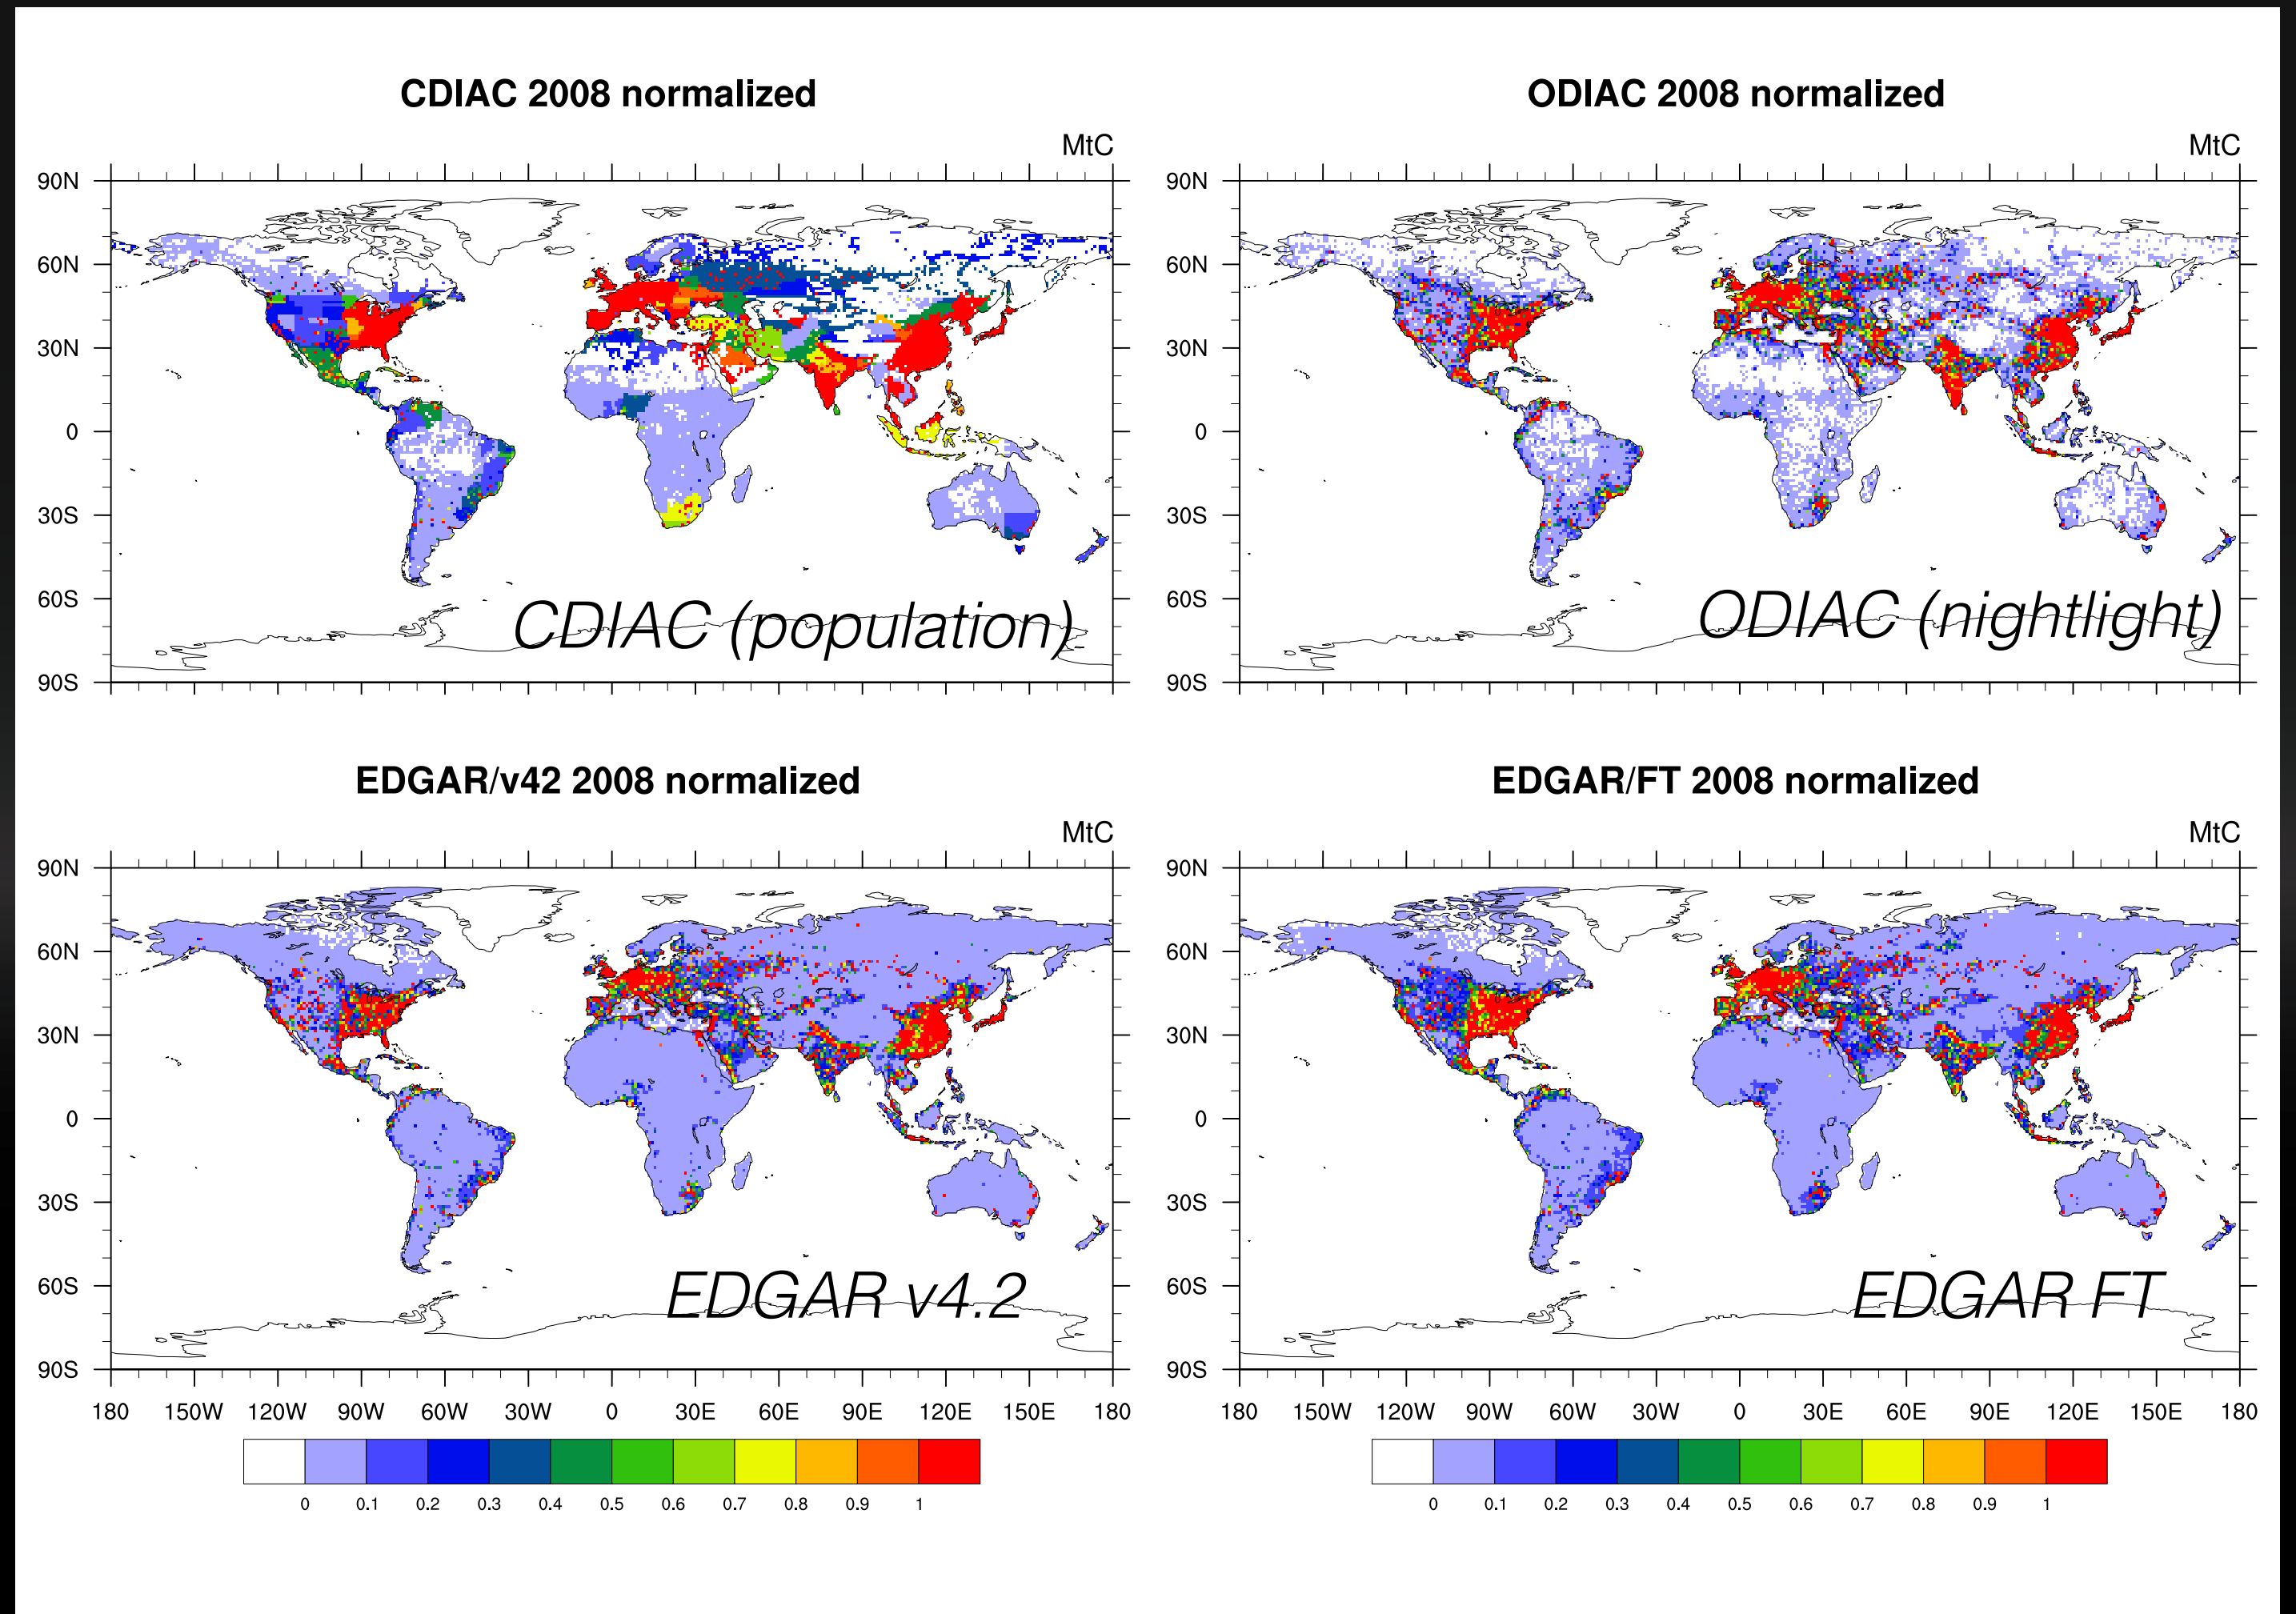 CDIAC 2008 normalized
MtC
90N
60N
30N
0
30S
60S
90S
CDIAC (population)
ODIAC 2008 normalized
MtC
90N
60N
30N
0
30S
60S
90S
ODIAC (nightlight)
EDGAR/v42 2008 normalized
MtC
90N
60N
30N
0
30S
60S
90S
EDGAR v4.2
180 150W 120W 90W 60W 30W 0 30E 60E 90E 120E 150E 180
0 0.1 0.2 0.3 0.4 0.5 0.6 0.7 0.8 0.9 1
EDGAR/FT 2008 normalized
MtC
90N
60N
30N
0
30S
60S
90S
EDGAR FT
180 150W 120W 90W 60W 30W 0 30E 60E 90E 120E 150E 180
0 0.1 0.2 0.3 0.4 0.5 0.6 0.7 0.8 0.9 1